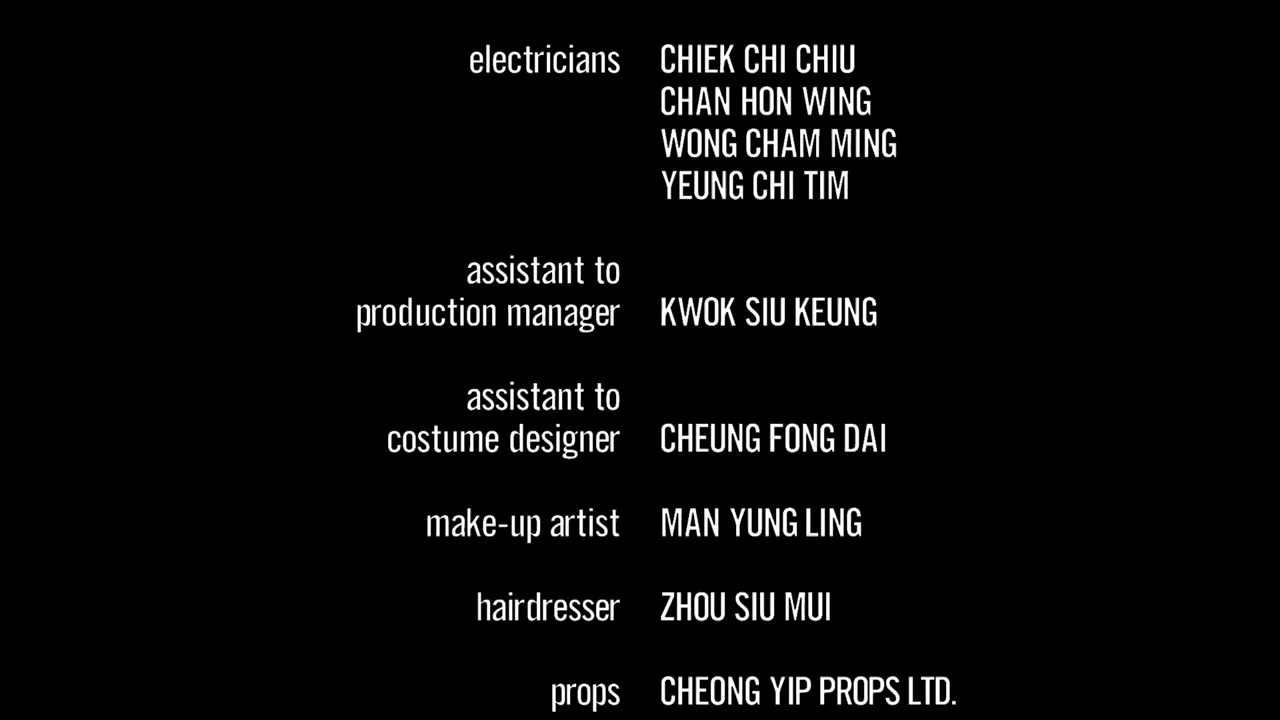 electricians CHIEK CHI CHIU
CHAN HON WING
WONG CHAM MING
YEUNG CHI TIM
assistant to
production manager KWOK SIU KEUNG
assistant to
costume designer CHEUNG FONG DAI
make-up artist MAN YUNG LING
hairdresser ZHOU SIU MUI
props CHEONG YIP PROPS LTD.